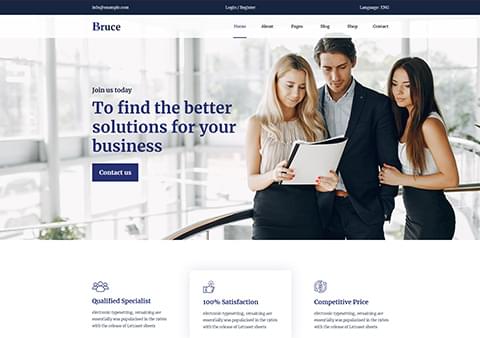 info@example.com
Login / Register
Language: ENG
Bruce
Home
About
Pages
Blog
Shop
Contact
Join us today
To find the better
solutions for your
business
Contact us
Qualified Specialist
electronic typesetting, remaining are
essentially was popularised in the 1960s
with the release of Letraset sheets
100% Satisfaction
electronic typesetting, remaining are
essentially was popularised in the 1960s
with the release of Letraset sheets
Competitive Price
electronic typesetting, remaining are
essentially was popularised in the 1960s
with the release of Letraset sheets